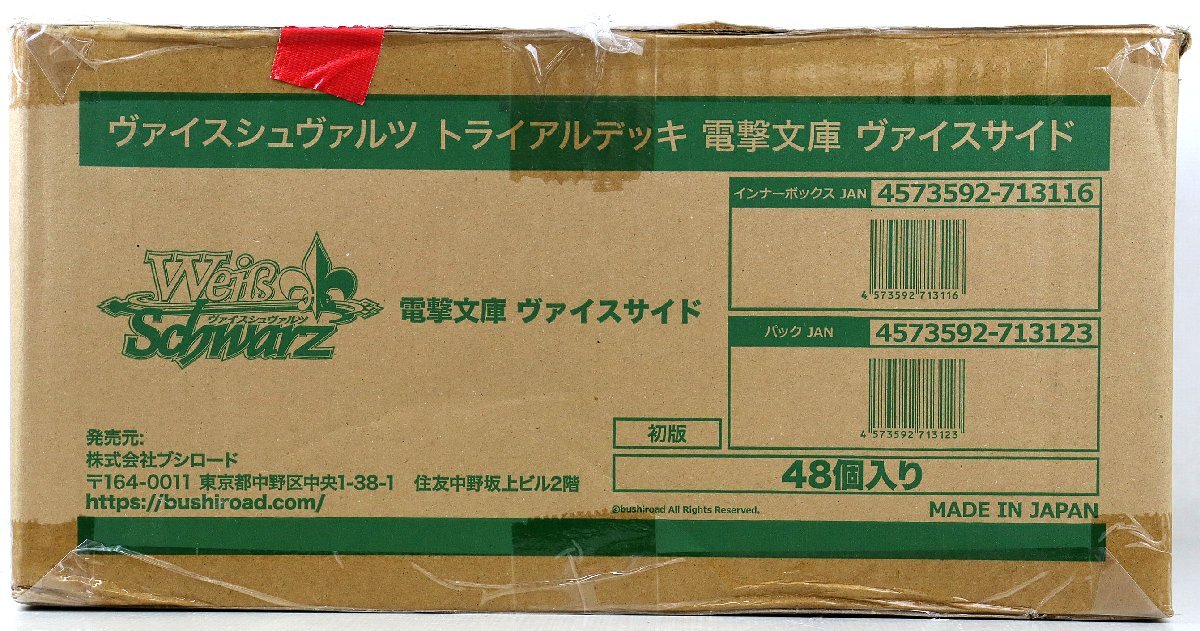 ヴァイスシュヴァルツ トライアルデッキ 電撃文庫 ヴァイスサイド
インナーボックス JAN 4573592-713116
4 573592 713116
Weiß
ヴァイスシュヴァルツ
Schwarz
電撃文庫 ヴァイスサイド
パック JAN 4573592-713123
4 573592 713123
初版
48個入り
発売元:
株式会社ブシロード
〒164-0011 東京都中野区中央1-38-1 住友中野坂上ビル2階
https://bushiroad.com/
©bushiroad All Rights Reserved.
MADE IN JAPAN